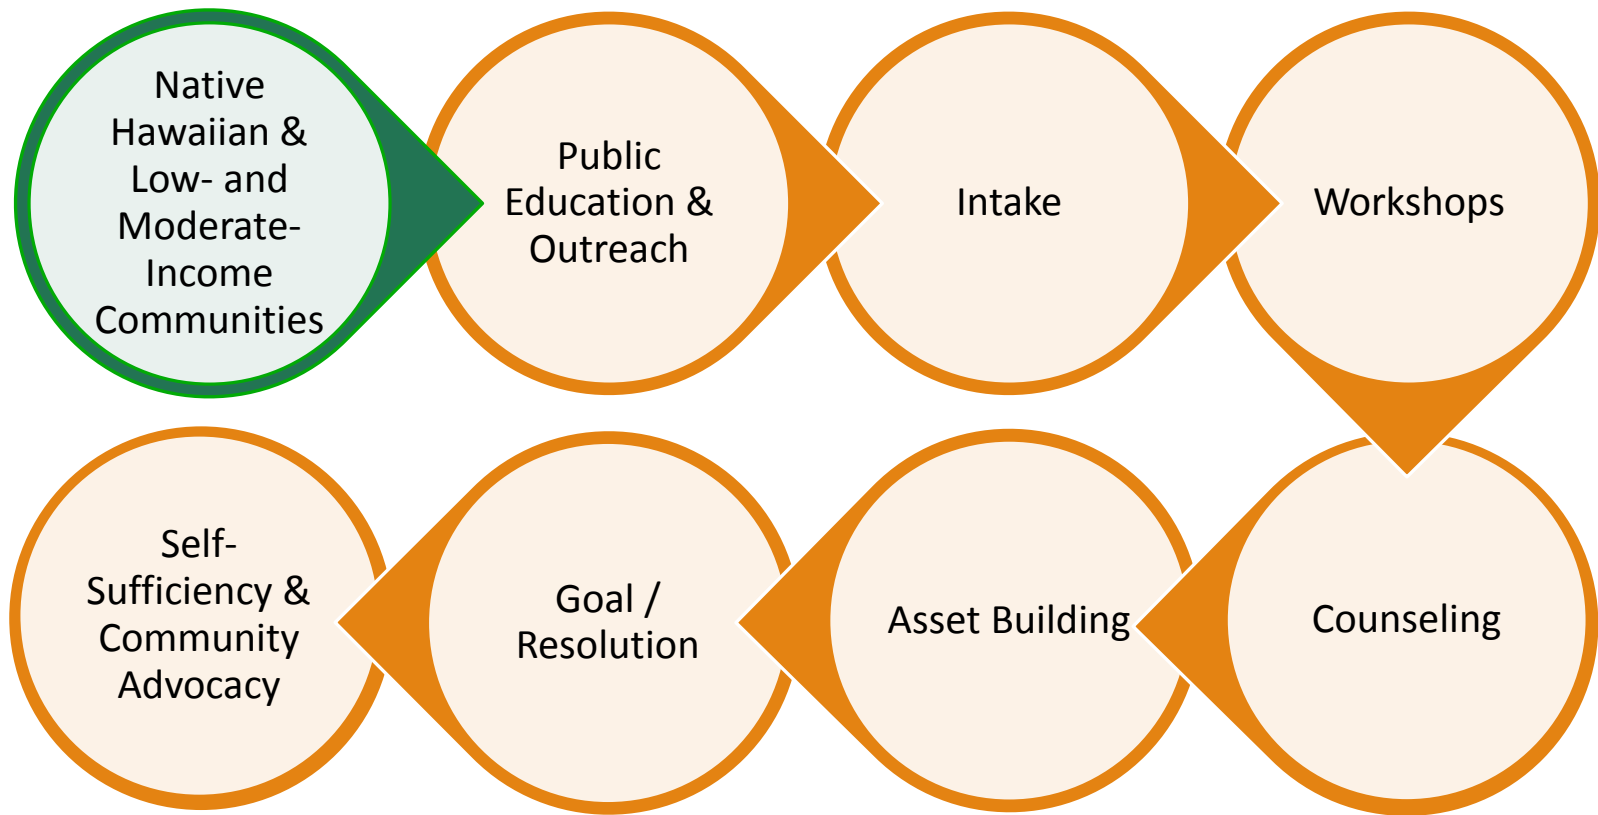 Native
Hawaiian &
Low- and
Moderate-
Income
Communities
Public
Education &
Outreach
Intake
Workshops
Counseling
Asset Building
Goal /
Resolution
Self-
Sufficiency &
Community
Advocacy